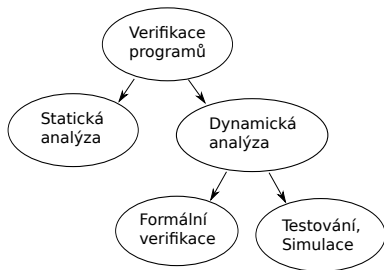 Verifikace
programů
Statická
analýza
Dynamická
analýza
Formální
verifikace
Testování,
Simulace